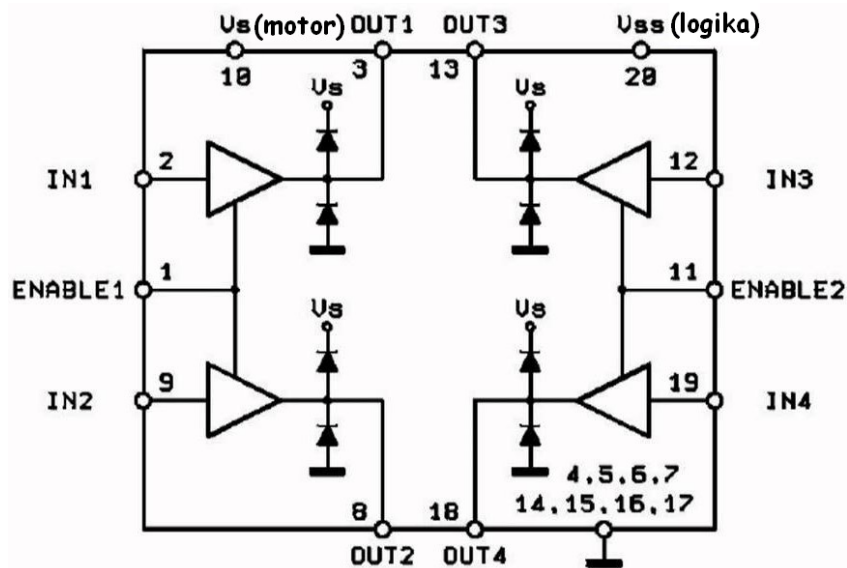 Vs(motor) OUT1 OUT3 Vss(logika)
10 3 13 20
Vs Vs
IN1 2 12 IN3
ENABLE1 1 11 ENABLE2
Vs Vs
IN2 9 19 IN4
4,5,6,7
8 18 14,15,16,17
OUT2 OUT4